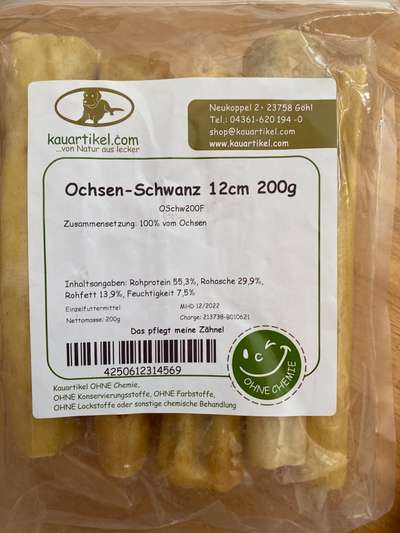 kauartikel.com
...von Natur aus lecker
Neukoppel 2 • 23758 Göhl
Tel.: 04361-620 194 -0
shop@kauartikel.com
www.kauartikel.com
Ochsen-Schwanz 12cm 200g
OSchw200F
Zusammensetzung: 100% vom Ochsen
Inhaltsangaben: Rohprotein 55,3%, Rohasche 29,9%,
Rohfett 13,9%, Feuchtigkeit 7,5%
Einzelfuttermittel MHD 12/2022
Nettomasse: 200g Charge: 213738-B010621
Das pflegt meine Zähne!
4250612314569
Kauartikel OHNE Chemie,
OHNE Konservierungsstoffe, OHNE Farbstoffe,
OHNE Lockstoffe oder sonstige chemische Behandlung
OHNE CHEMIE